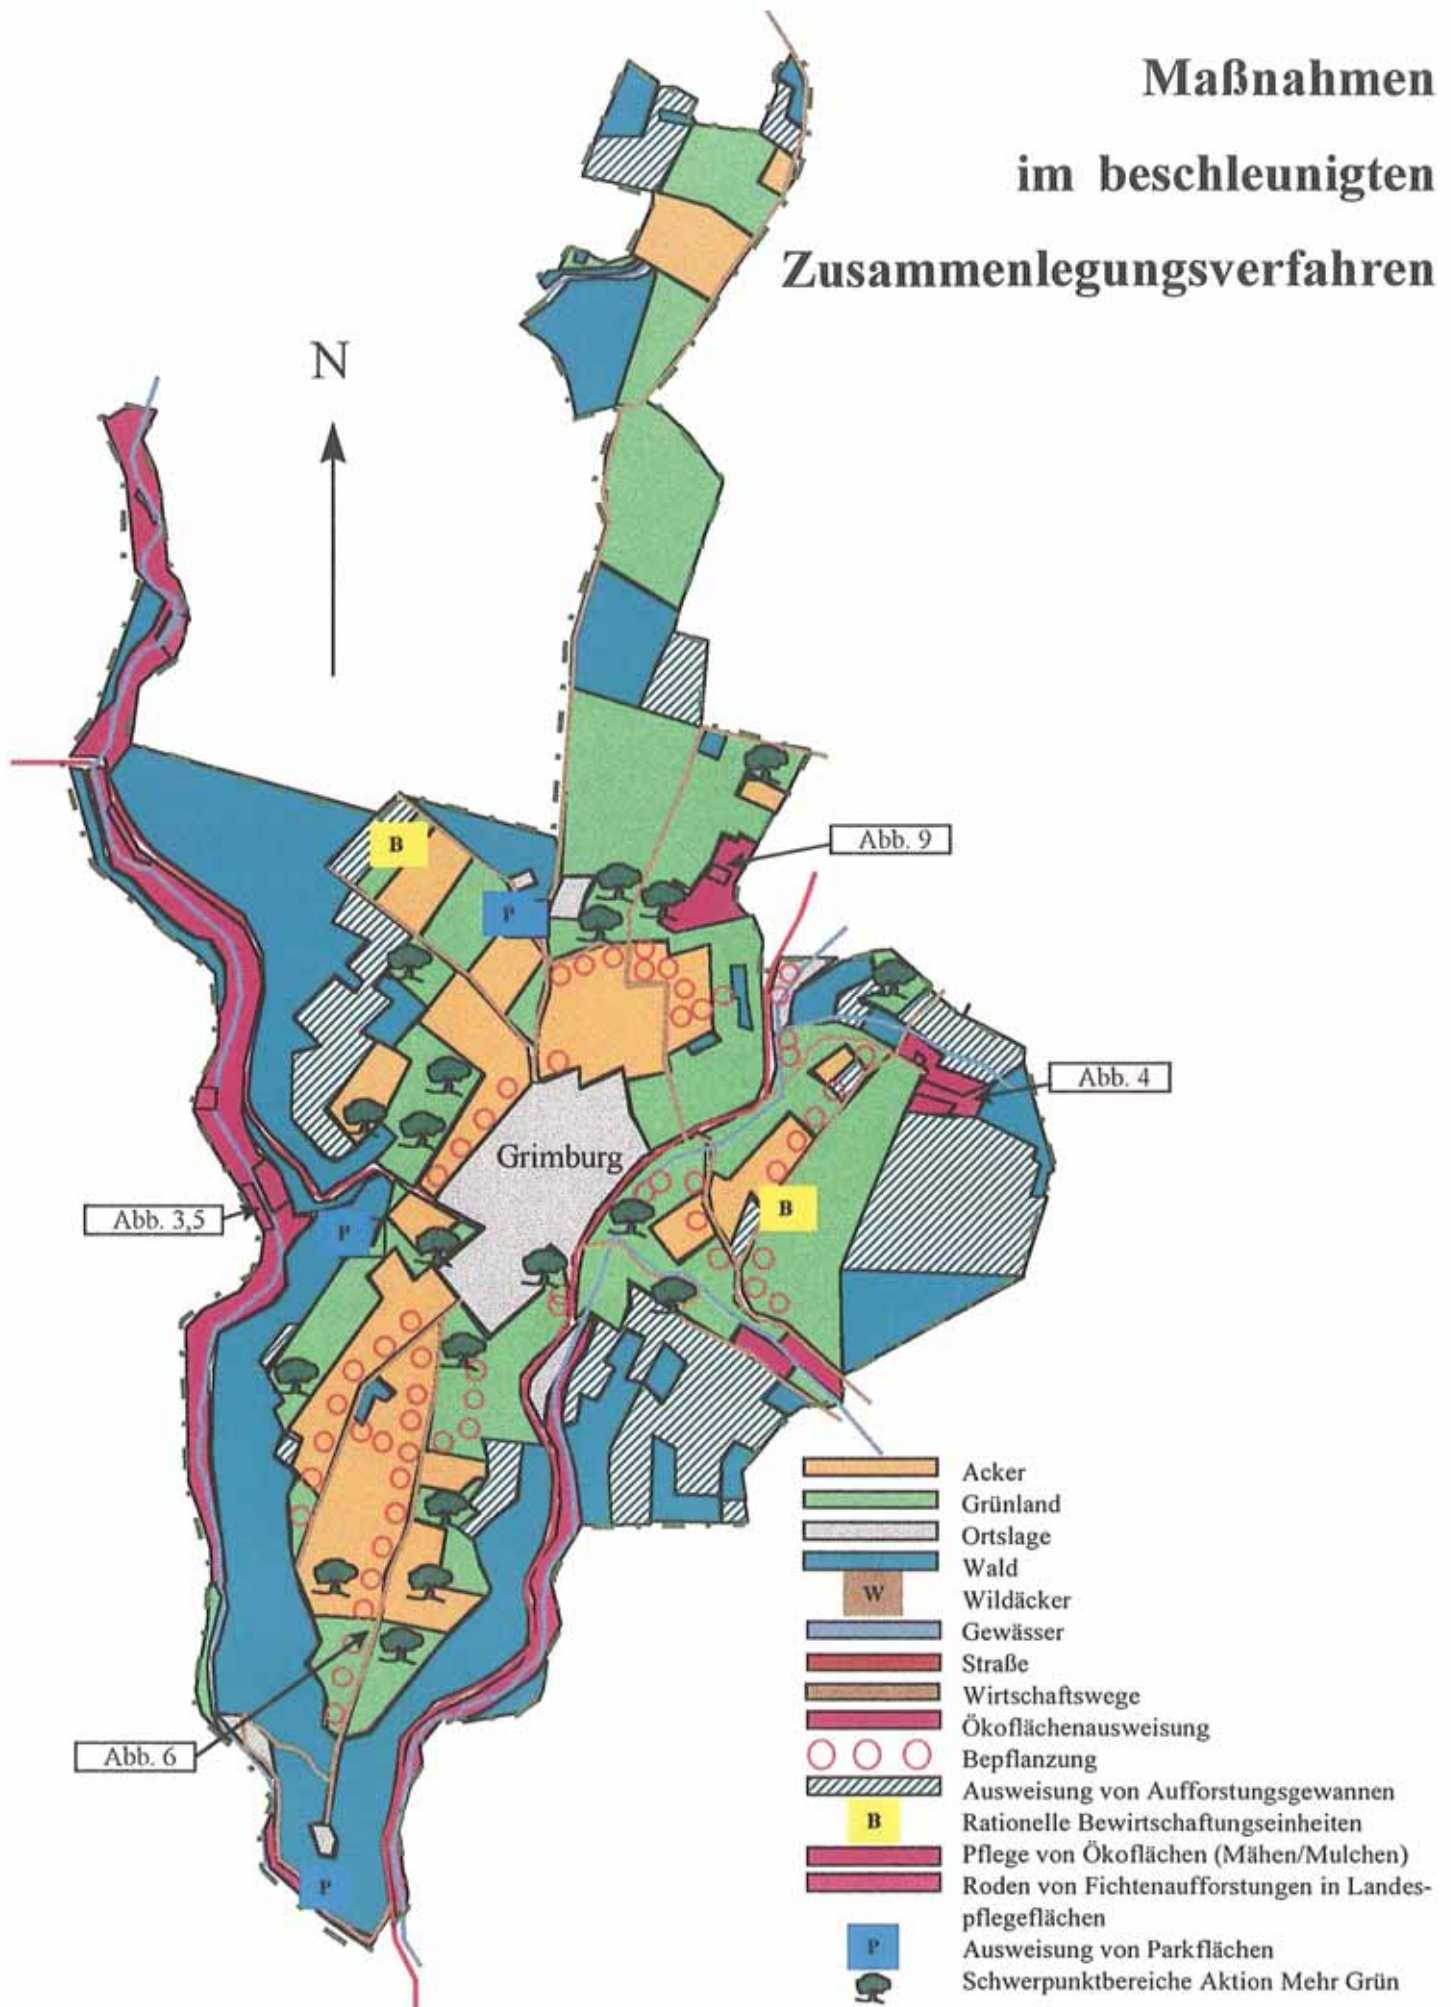 Maßnahmen
im beschleunigten
Zusammenlegungsverfahren
N
Abb. 9
B
P
Abb. 4
Grimburg
Abb. 3,5
P
B
Abb. 6
P
Acker
Grünland
Ortslage
Wald
W Wildäcker
Gewässer
Straße
Wirtschaftswege
Ökoflächenausweisung
Bepflanzung
Ausweisung von Aufforstungsgewannen
B Rationelle Bewirtschaftungseinheiten
Pflege von Ökoflächen (Mähen/Mulchen)
Roden von Fichtenaufforstungen in Landes-
pflegeflächen
P Ausweisung von Parkflächen
Schwerpunktbereiche Aktion Mehr Grün